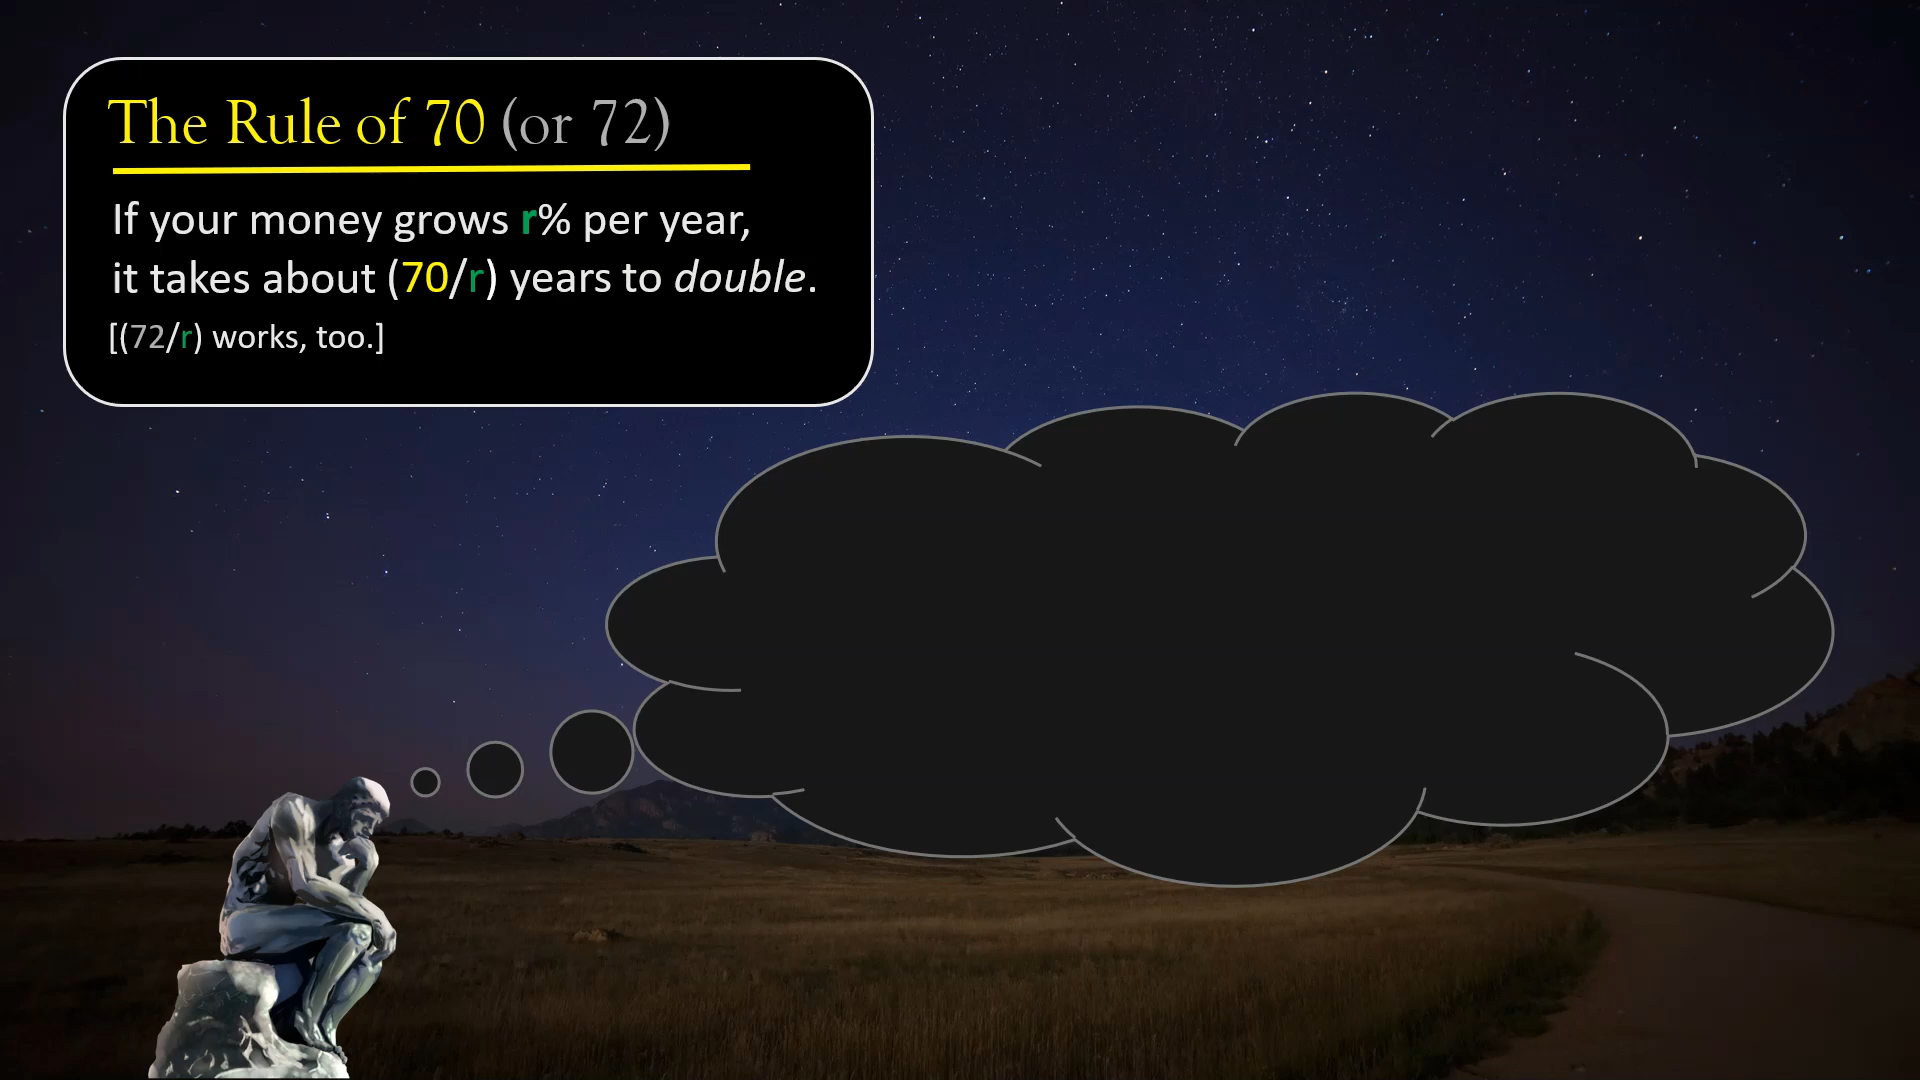 The Rule of 70 (or 72)
If your money grows r% per year,
it takes about (70/r) years to double.
[(72/r) works, too.]